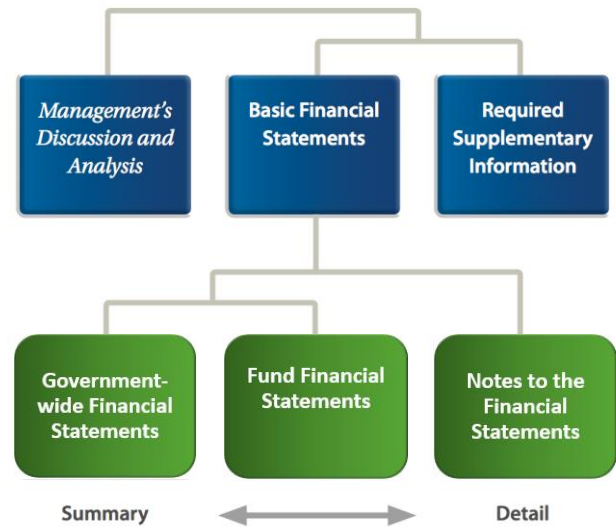 Management's
Discussion and
Analysis
Basic Financial
Statements
Required
Supplementary
Information
Government-
wide Financial
Statements
Fund Financial
Statements
Notes to the
Financial
Statements
Summary
Detail